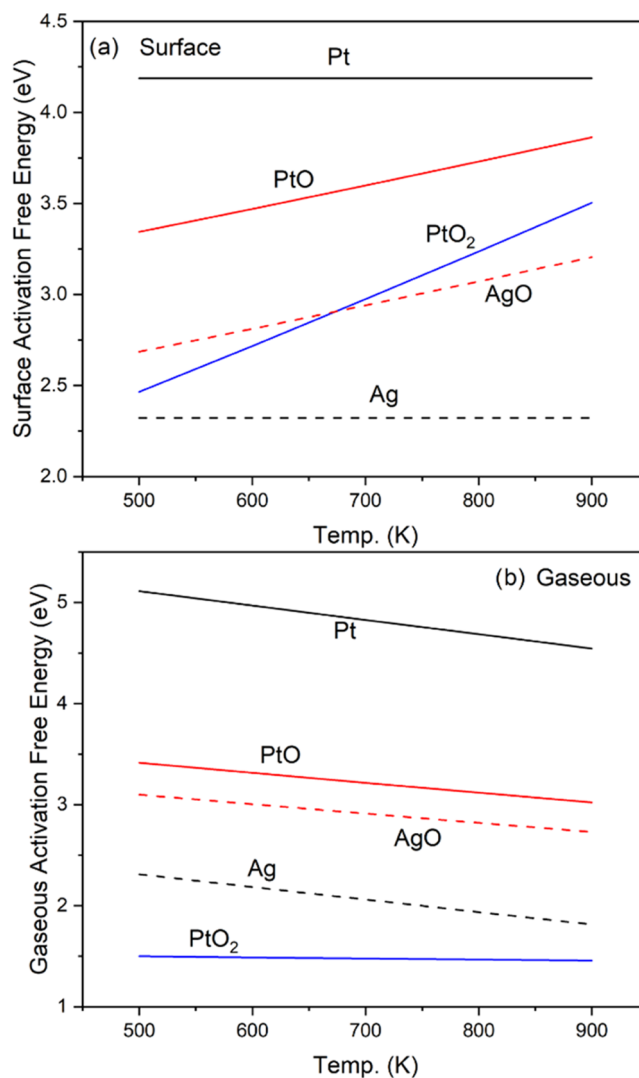 (a) Surface
Surface Activation Free Energy (eV)
4.5
4.0
3.5
3.0
2.5
2.0
Pt
PtO
PtO₂
AgO
Ag
500 600 700 800 900
Temp. (K)
(b) Gaseous
Gaseous Activation Free Energy (eV)
5
4
3
2
1
Pt
PtO
AgO
Ag
PtO₂
500 600 700 800 900
Temp. (K)